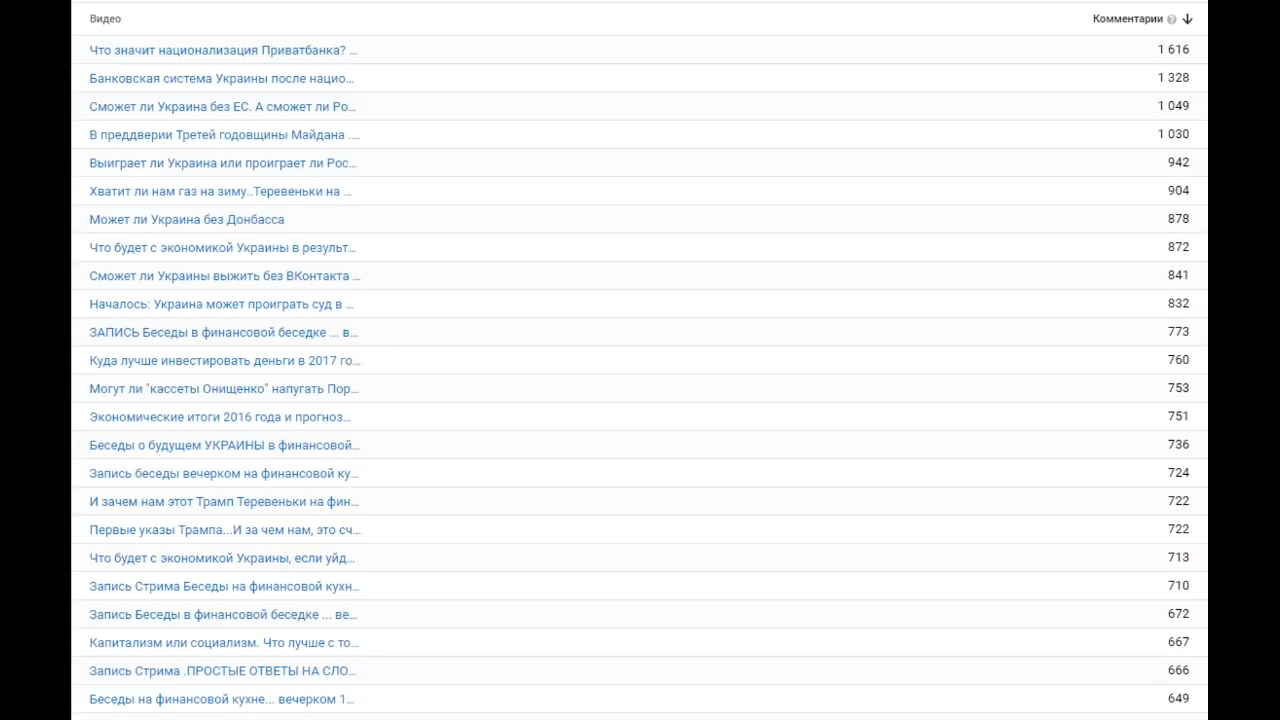 Видео Комментарии ? ↓
Что значит национализация Приватбанка? ... 1 616
Банковская система Украины после нацио... 1 328
Сможет ли Украина без ЕС. А сможет ли Ро... 1 049
В преддверии Третей годовщины Майдана .... 1 030
Выиграет ли Украина или проиграет ли Рос... 942
Хватит ли нам газ на зиму..Теревеньки на ... 904
Может ли Украина без Донбасса 878
Что будет с экономикой Украины в результ... 872
Сможет ли Украины выжить без ВКонтакта ... 841
Началось: Украина может проиграть суд в ... 832
ЗАПИСЬ Беседы в финансовой беседке ... в... 773
Куда лучше инвестировать деньги в 2017 го... 760
Могут ли "кассеты Онищенко" напугать Пор... 753
Экономические итоги 2016 года и прогноз... 751
Беседы о будущем УКРАИНЫ в финансовой... 736
Запись беседы вечерком на финансовой ку... 724
И зачем нам этот Трамп Теревеньки на фин... 722
Первые указы Трампа...И за чем нам, это сч... 722
Что будет с экономикой Украины, если уйд... 713
Запись Стрима Беседы на финансовой кухн... 710
Запись Беседы в финансовой беседке ... ве... 672
Капитализм или социализм. Что лучше с то... 667
Запись Стрима .ПРОСТЫЕ ОТВЕТЫ НА СЛО... 666
Беседы на финансовой кухне... вечерком 1... 649